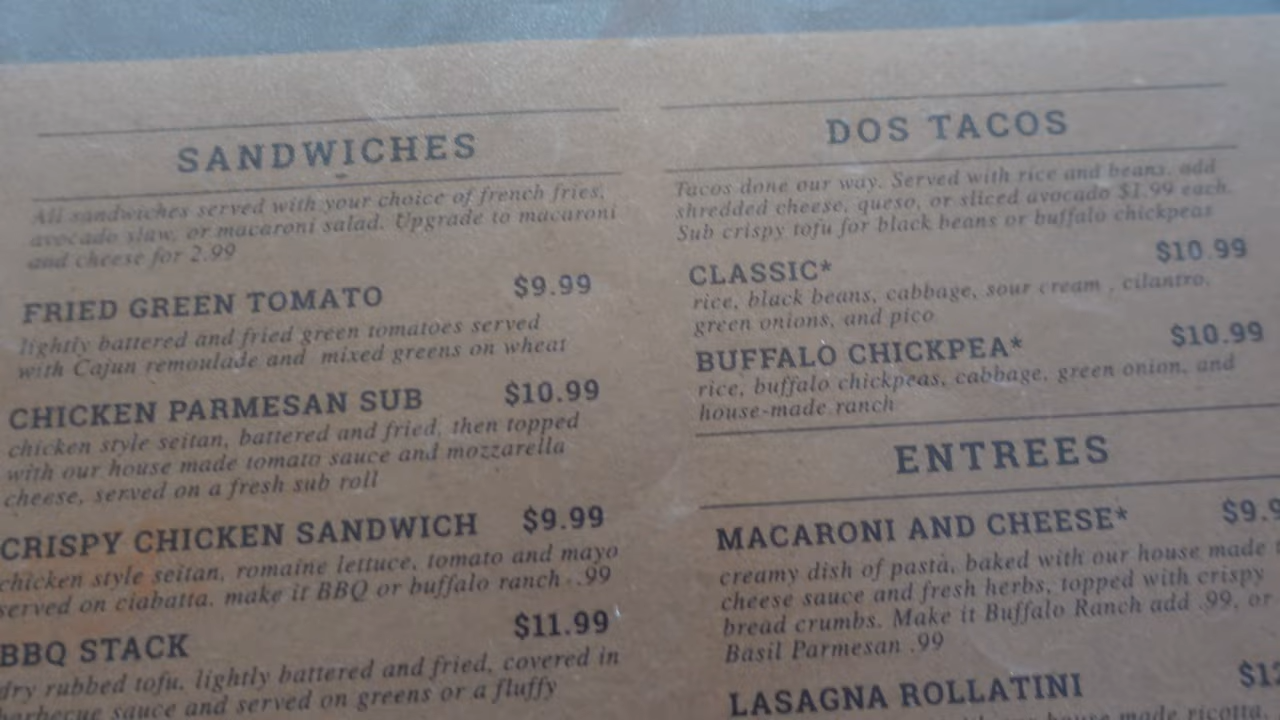 SANDWICHES
All sandwiches served with your choice of french fries,
avocado slaw, or macaroni salad. Upgrade to macaroni
and cheese for 2.99
FRIED GREEN TOMATO $9.99
lightly battered and fried green tomatoes served
with Cajun remoulade and mixed greens on wheat
CHICKEN PARMESAN SUB $10.99
chicken style seitan, battered and fried, then topped
with our house made tomato sauce and mozzarella
cheese, served on a fresh sub roll
CRISPY CHICKEN SANDWICH $9.99
chicken style seitan, romaine lettuce, tomato and mayo
served on ciabatta. make it BBQ or buffalo ranch .99
BBQ STACK $11.99
dry rubbed tofu, lightly battered and fried, covered in
barbecue sauce and served on greens or a fluffy
DOS TACOS
Tacos done our way. Served with rice and beans. add
shredded cheese, queso, or sliced avocado $1.99 each.
Sub crispy tofu for black beans or buffalo chickpeas
CLASSIC* $10.99
rice, black beans, cabbage, sour cream , cilantro,
green onions, and pico
BUFFALO CHICKPEA* $10.99
rice, buffalo chickpeas, cabbage, green onion, and
house-made ranch
ENTREES
MACARONI AND CHEESE* $9.9
creamy dish of pasta, baked with our house made
cheese sauce and fresh herbs, topped with crispy
bread crumbs. Make it Buffalo Ranch add .99, or
Basil Parmesan .99
LASAGNA ROLLATINI $12
house made ricotta,